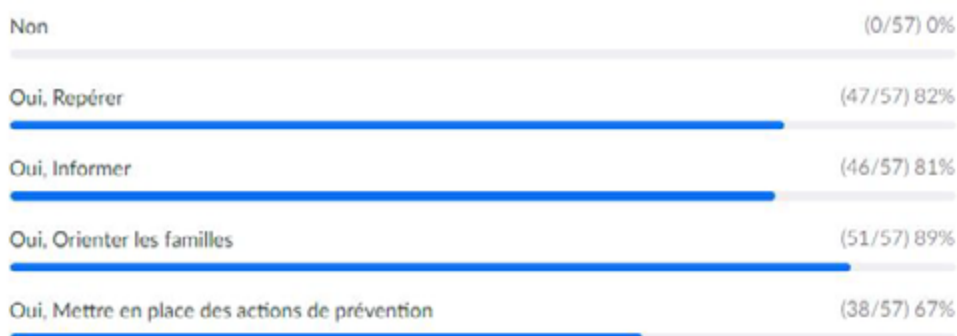 Non (0/57) 0%
Oui, Repérer (47/57) 82%
Oui, Informer (46/57) 81%
Oui, Orienter les familles (51/57) 89%
Oui, Mettre en place des actions de prévention (38/57) 67%